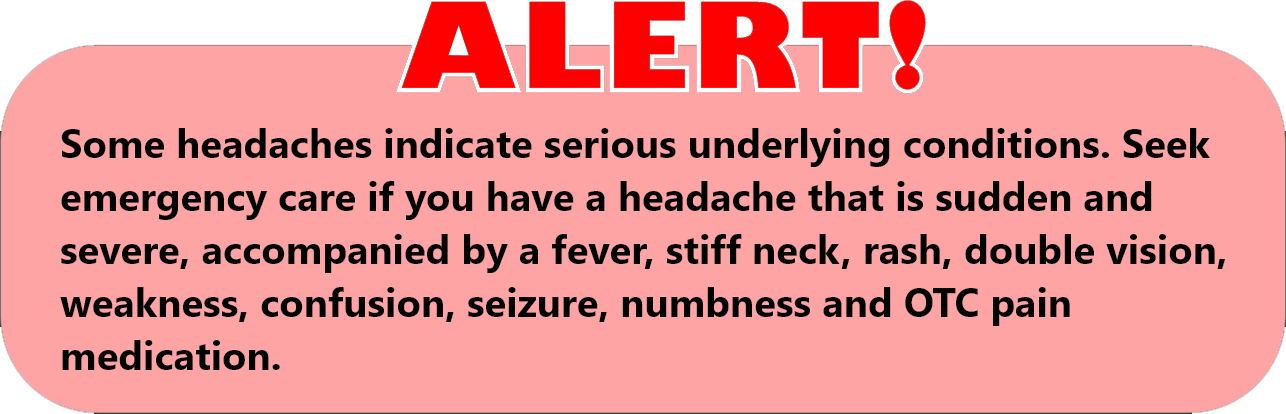 ALERT!
Some headaches indicate serious underlying conditions. Seek
emergency care if you have a headache that is sudden and
severe, accompanied by a fever, stiff neck, rash, double vision,
weakness, confusion, seizure, numbness and OTC pain
medication.